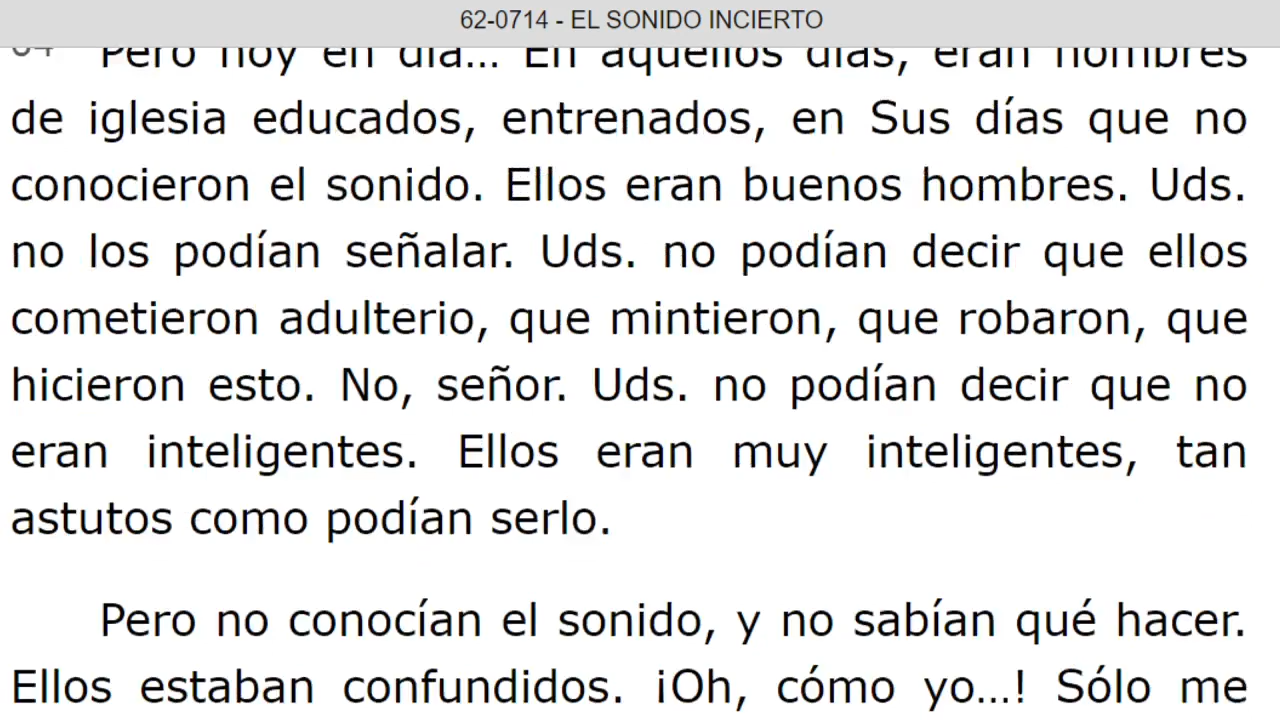 62-0714 - EL SONIDO INCIERTO
Pero hoy en día... En aquellos días, eran hombres
de iglesia educados, entrenados, en Sus días que no
conocieron el sonido. Ellos eran buenos hombres. Uds.
no los podían señalar. Uds. no podían decir que ellos
cometieron adulterio, que mintieron, que robaron, que
hicieron esto. No, señor. Uds. no podían decir que no
eran inteligentes. Ellos eran muy inteligentes, tan
astutos como podían serlo.
Pero no conocían el sonido, y no sabían qué hacer.
Ellos estaban confundidos. ¡Oh, cómo yo...! Sólo me